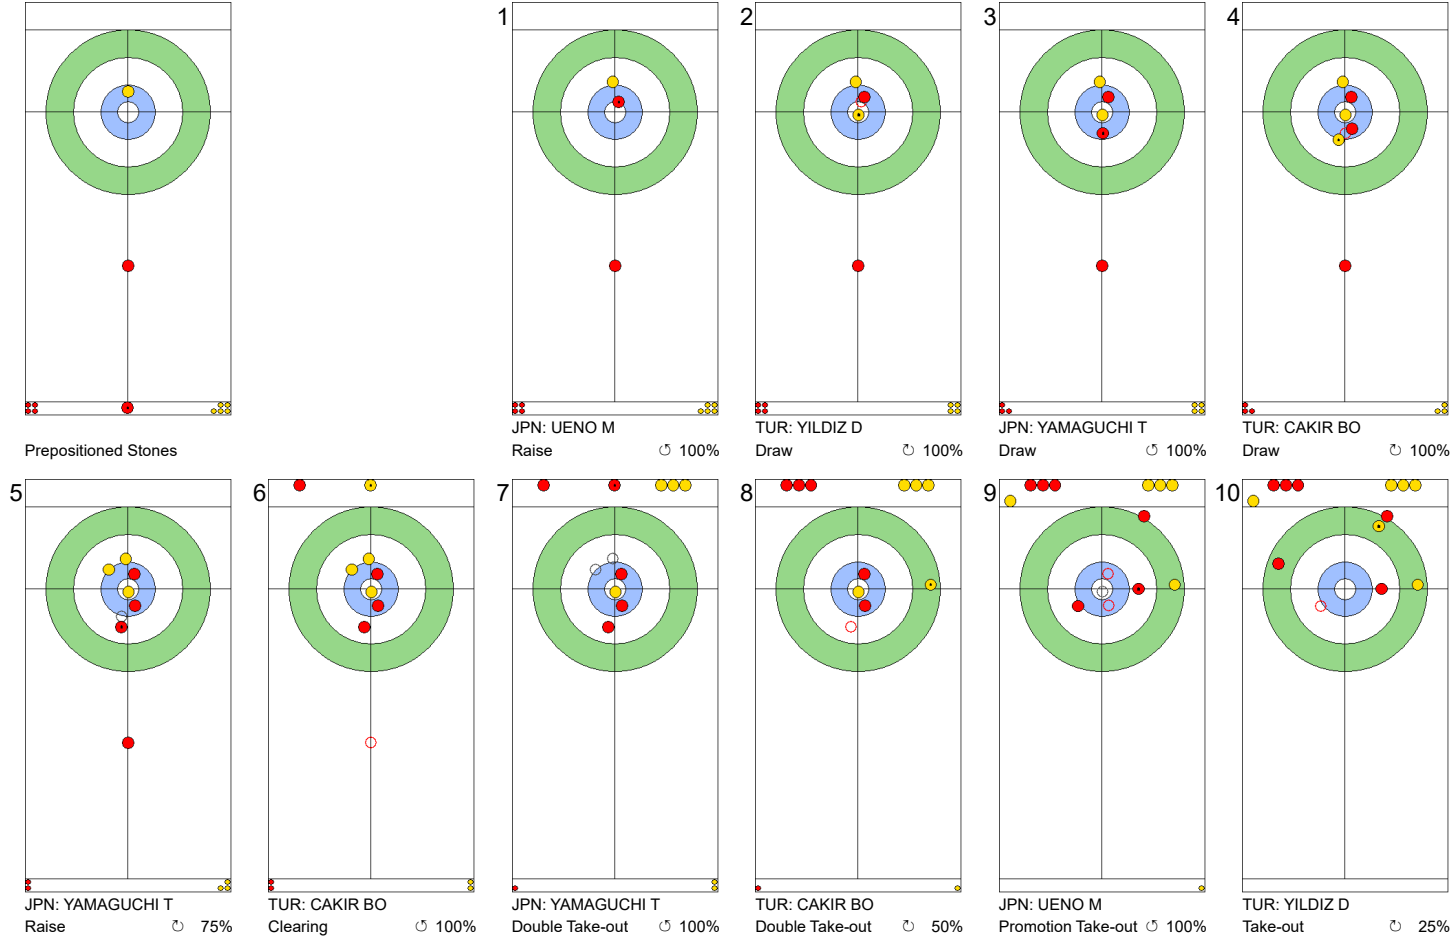 1
2
3
4
Prepositioned Stones
JPN: UENO M
Raise 100%
TUR: YILDIZ D
Draw 100%
JPN: YAMAGUCHI T
Draw 100%
TUR: CAKIR BO
Draw 100%
5
6
7
8
9
10
JPN: YAMAGUCHI T
Raise 75%
TUR: CAKIR BO
Clearing 100%
JPN: YAMAGUCHI T
Double Take-out 100%
TUR: CAKIR BO
Double Take-out 50%
JPN: UENO M
Promotion Take-out 100%
TUR: YILDIZ D
Take-out 25%